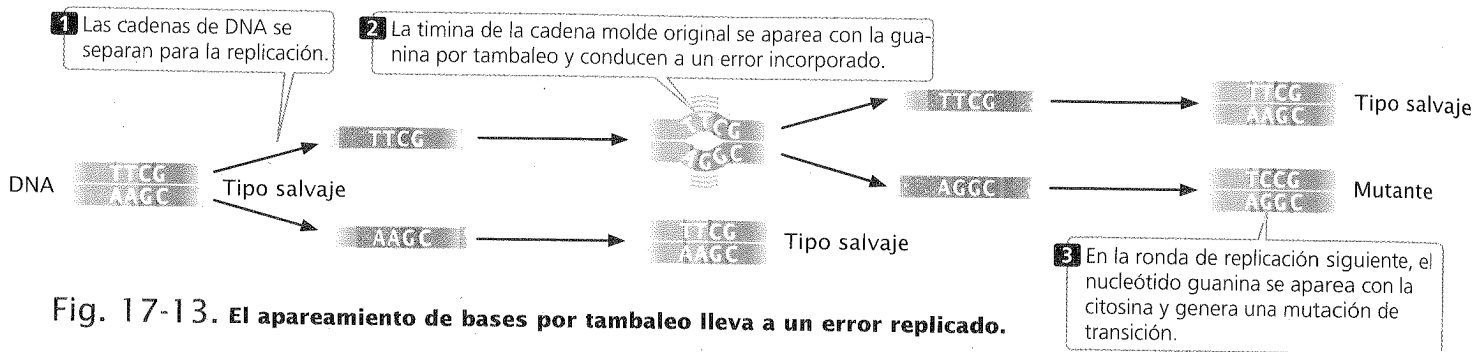 1 Las cadenas de DNA se
separan para la replicación.
2 La timina de la cadena molde original se aparea con la gua-
nina por tambaleo y conducen a un error incorporado.
DNA
TTCG
AAGC
Tipo salvaje
TTCG
AAGC
TTCG
AGGC
TTCG
AAGC
Tipo salvaje
TTCG
AGGC
TTCG
AAGC
Tipo salvaje
TCCG
AGGC
Mutante
3 En la ronda de replicación siguiente, el
nucleótido guanina se aparea con la
citosina y genera una mutación de
transición.
Fig. 17-13. El apareamiento de bases por tambaleo lleva a un error replicado.